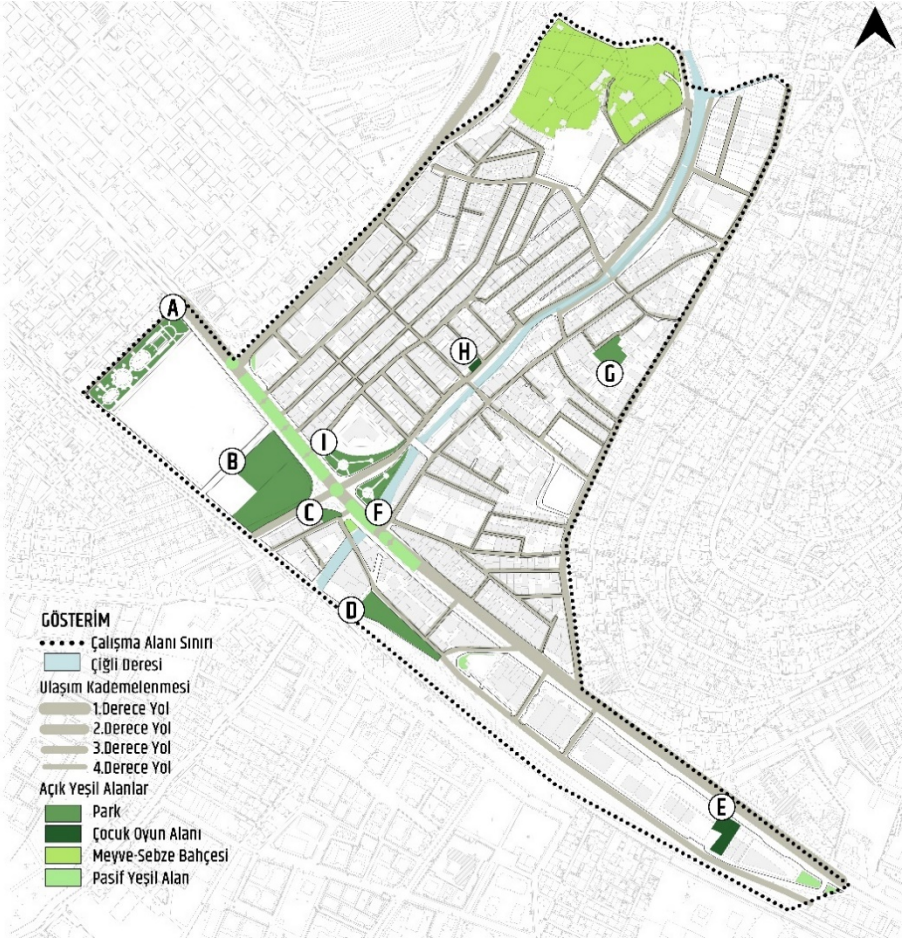 A
H
G
I
B
C
F
D
E
GÖSTERİM
Çalışma Alanı Sınırı
Çiğli Deresi
Ulaşım Kademelenmesi
1.Derece Yol
2.Derece Yol
3.Derece Yol
4.Derece Yol
Açık Yeşil Alanlar
Park
Çocuk Oyun Alanı
Meyve-Sebze Bahçesi
Pasif Yeşil Alan